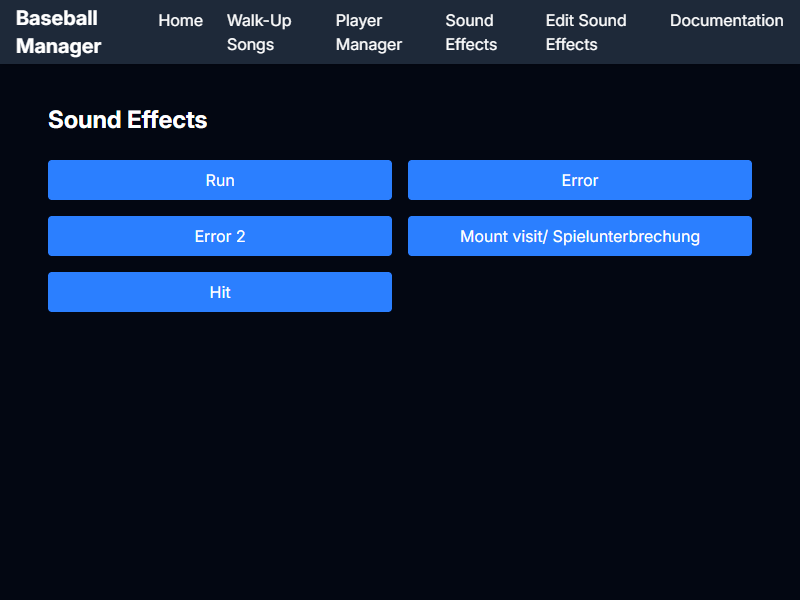 Baseball
Manager
Home
Walk-Up
Songs
Player
Manager
Sound
Effects
Edit Sound
Effects
Documentation
Sound Effects
Run
Error
Error 2
Mount visit/ Spielunterbrechung
Hit